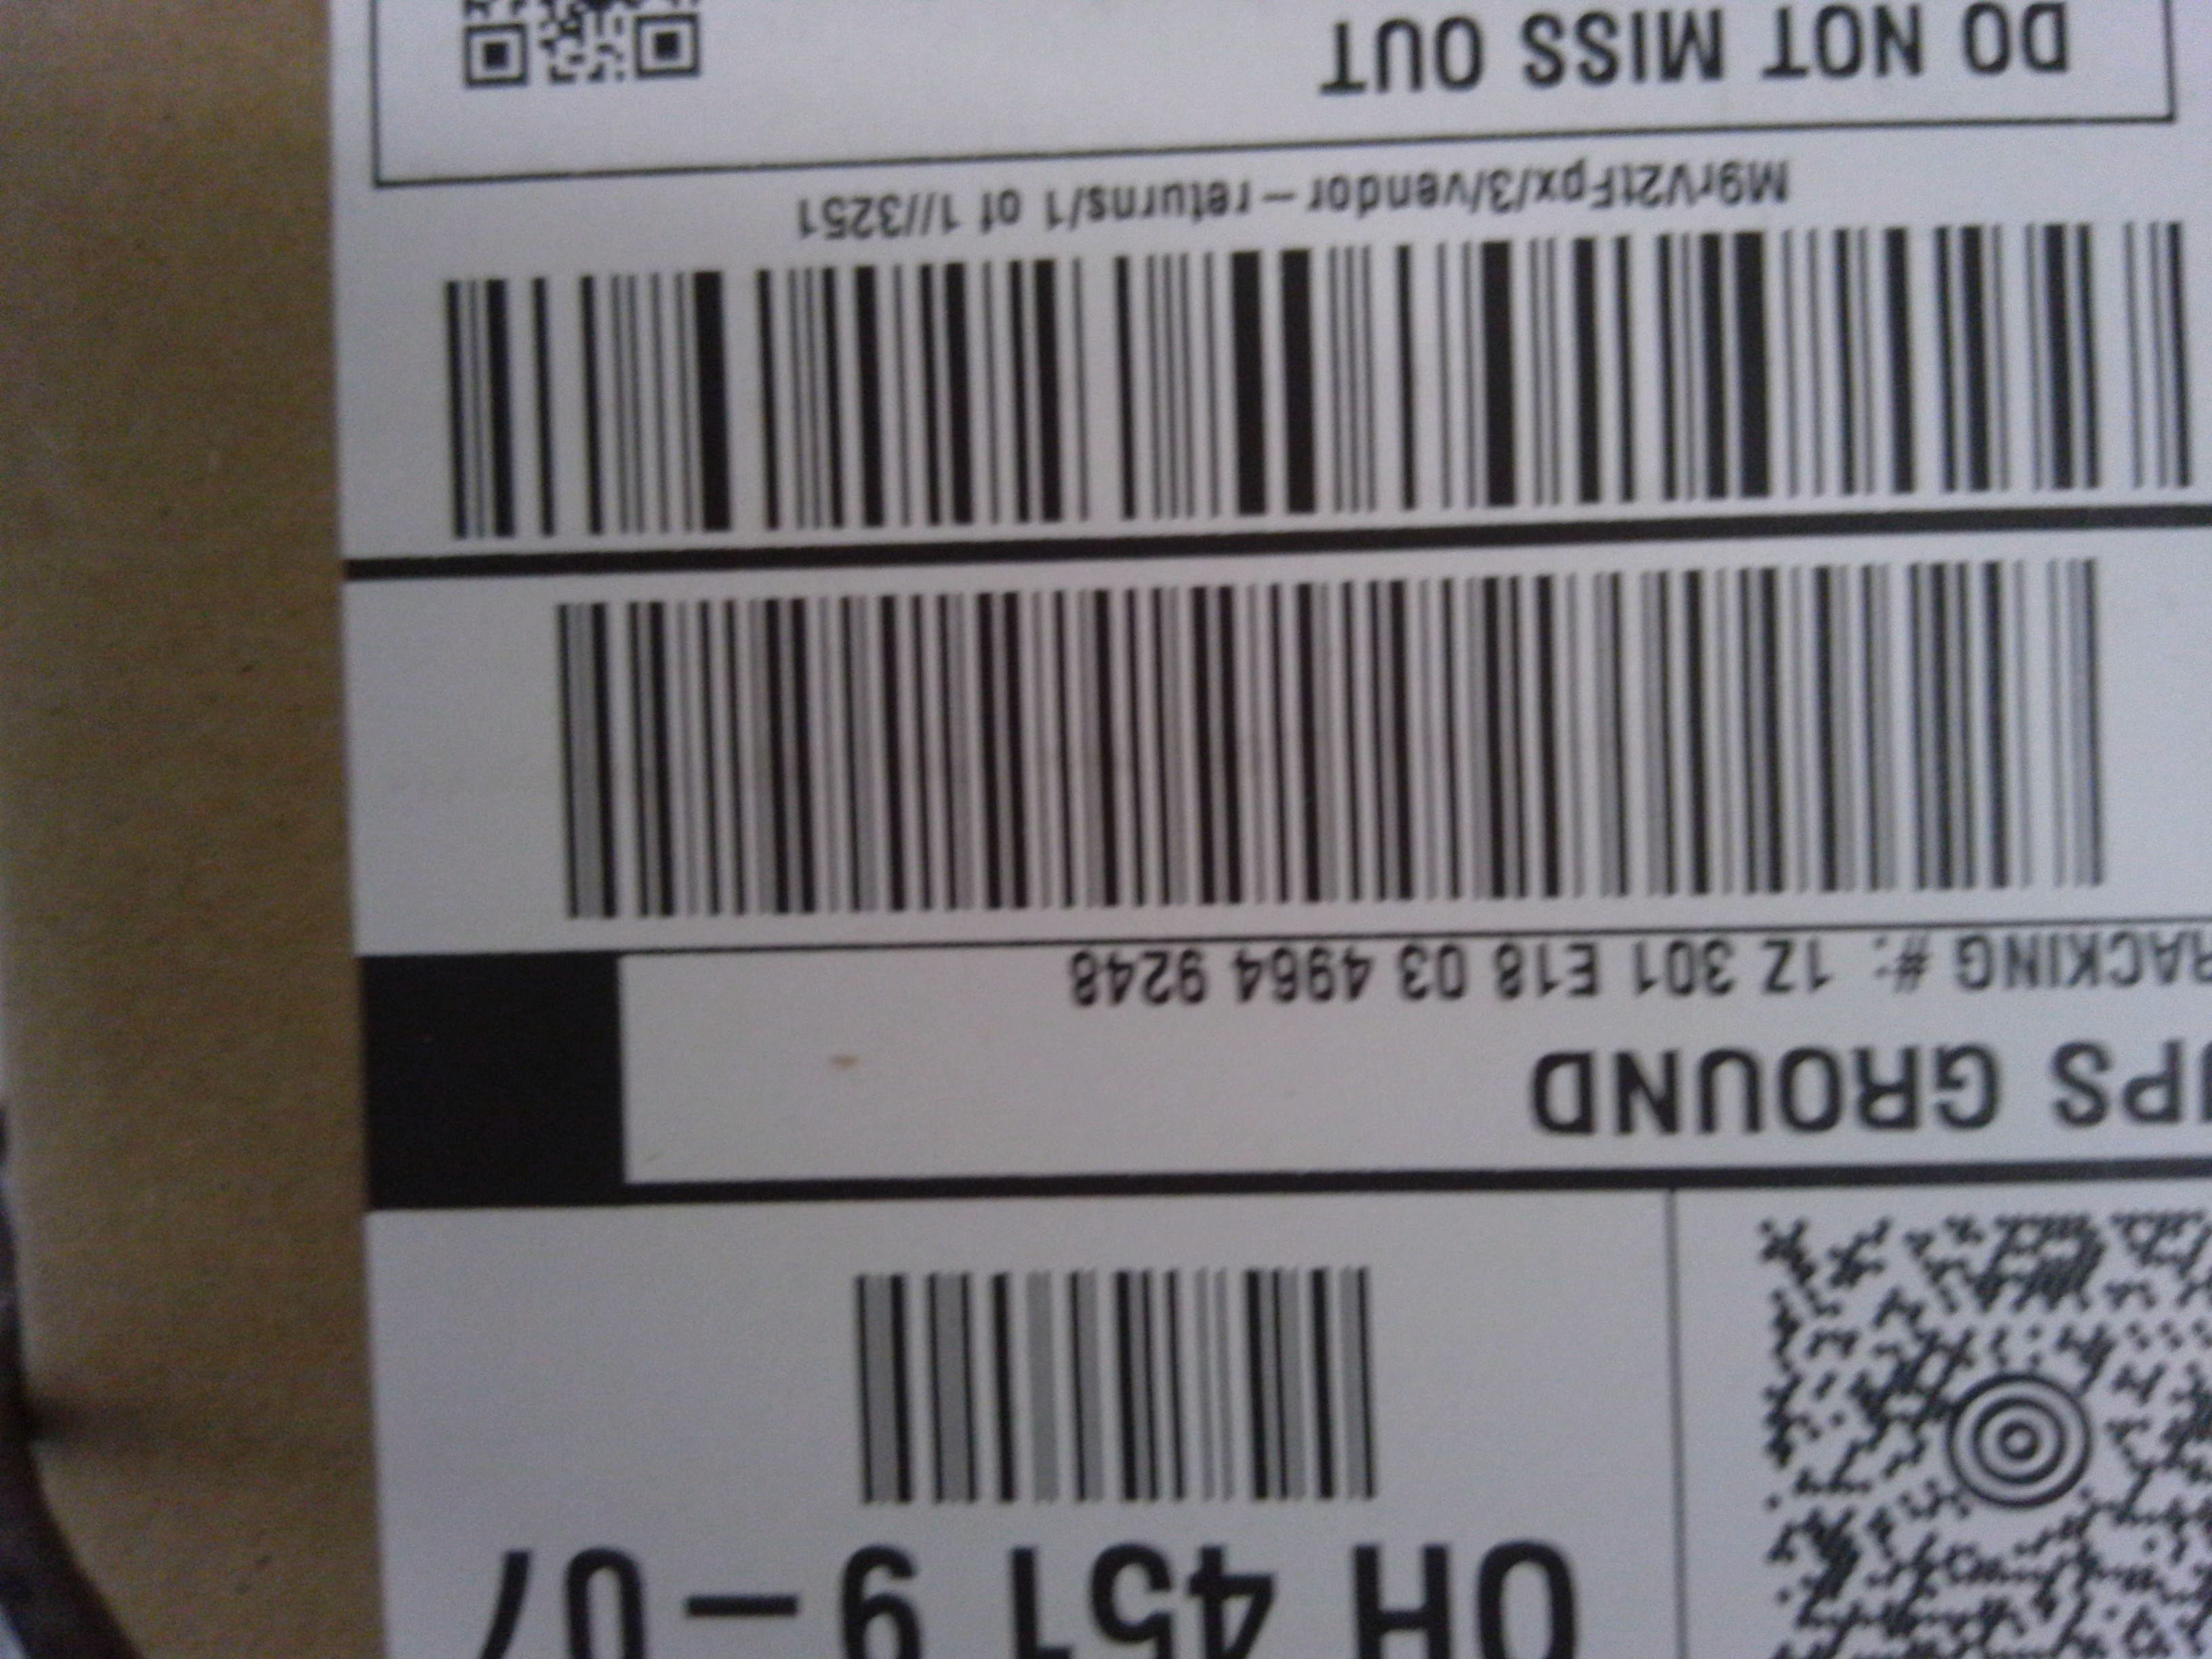 OH 451 9-07
UPS GROUND
RACKING #: 1Z 301 E18 03 4964 9248
M9rV2tFpx/3/vendor-returns/1 of 1//3251
DO NOT MISS OUT